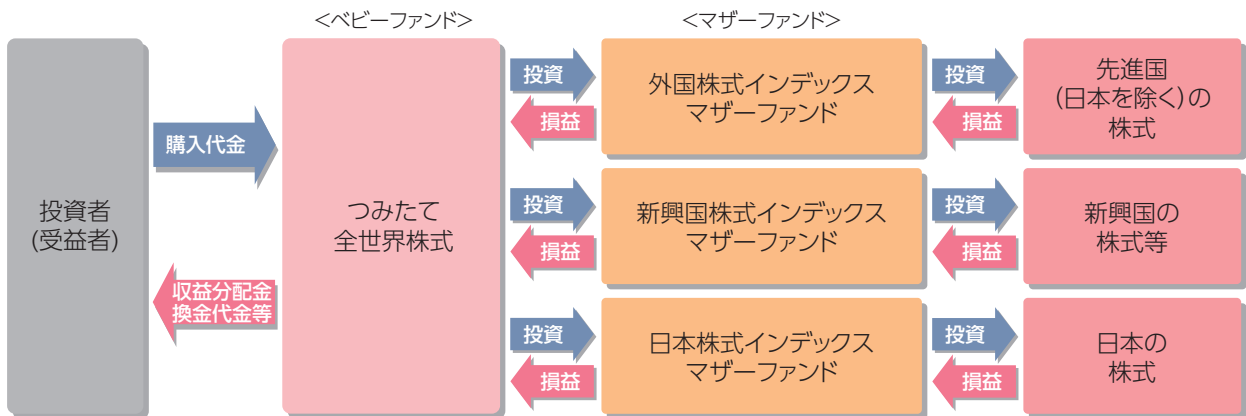 <ベビーファンド>
<マザーファンド>
投資者
(受益者)
購入代金
収益分配金
換金代金等
つみたて
全世界株式
投資
損益
外国株式インデックス
マザーファンド
投資
損益
先進国
(日本を除く)の
株式
投資
損益
新興国株式インデックス
マザーファンド
投資
損益
新興国の
株式等
投資
損益
日本株式インデックス
マザーファンド
投資
損益
日本の
株式